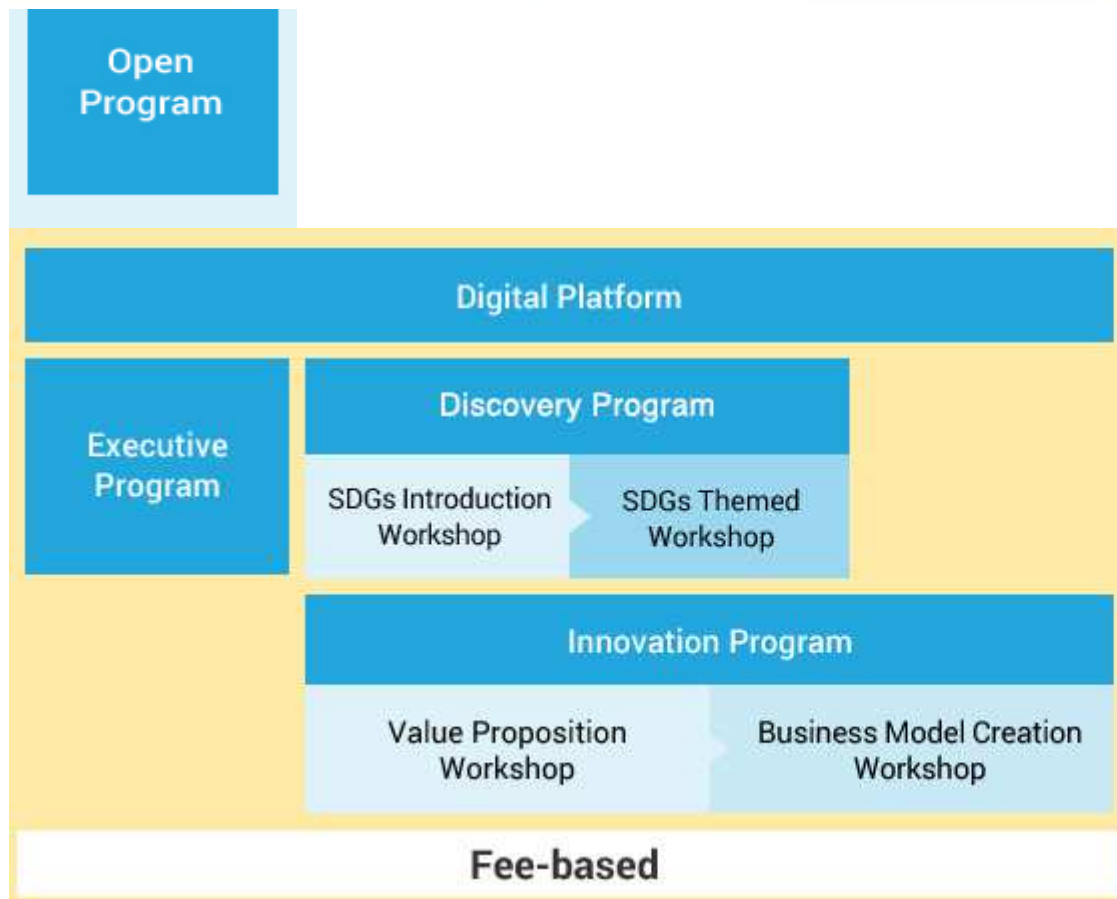 Open
Program
Digital Platform
Executive
Program
Discovery Program
SDGs Introduction
Workshop
SDGs Themed
Workshop
Innovation Program
Value Proposition
Workshop
Business Model Creation
Workshop
Fee-based